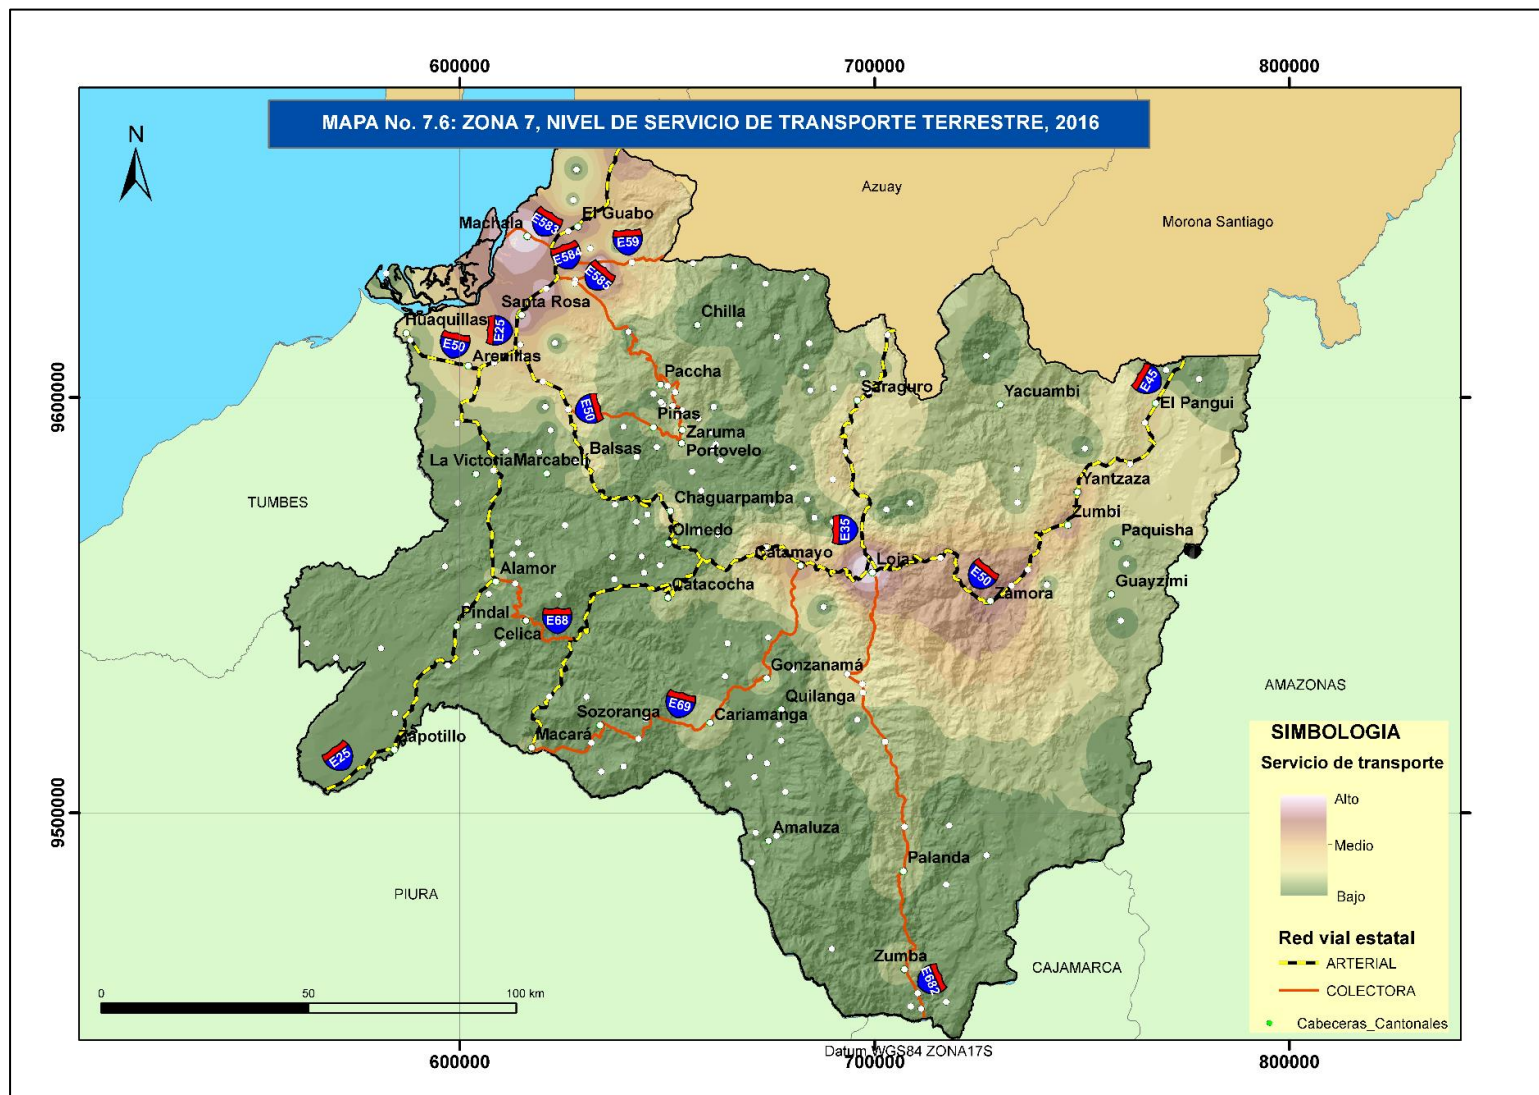 600000
700000
800000
MAPA No. 7.6: ZONA 7, NIVEL DE SERVICIO DE TRANSPORTE TERRESTRE, 2016
N
Azuay
Morona Santiago
Machala
E583
El Guabo
E584
E59
E585
Santa Rosa
Chilla
Huaquillas
E50
E25
Arenillas
Paccha
Saraguro
Yacuambi
E45
El Pangui
9600000
E50
Piñas
Zaruma
Balsas
Portovelo
La Victoria
Marcabelí
Yantzaza
TUMBES
Chaguarpamba
Zumbi
Olmedo
E35
Paquisha
Catamayo
Loja
Alamor
Catacocha
E50
Zamora
Guayzimi
Pindal
E68
Celica
Gonzanamá
Quilanga
AMAZONAS
E69
Sozoranga
Cariamanga
Macará
Zapotillo
E25
SIMBOLOGIA
Servicio de transporte
Alto
Medio
Bajo
9500000
Amaluza
Palanda
PIURA
Red vial estatal
ARTERIAL
COLECTORA
Cabeceras_Cantonales
Zumba
E682
CAJAMARCA
0
50
100 km
Datum WGS84 ZONA17S
600000
700000
800000